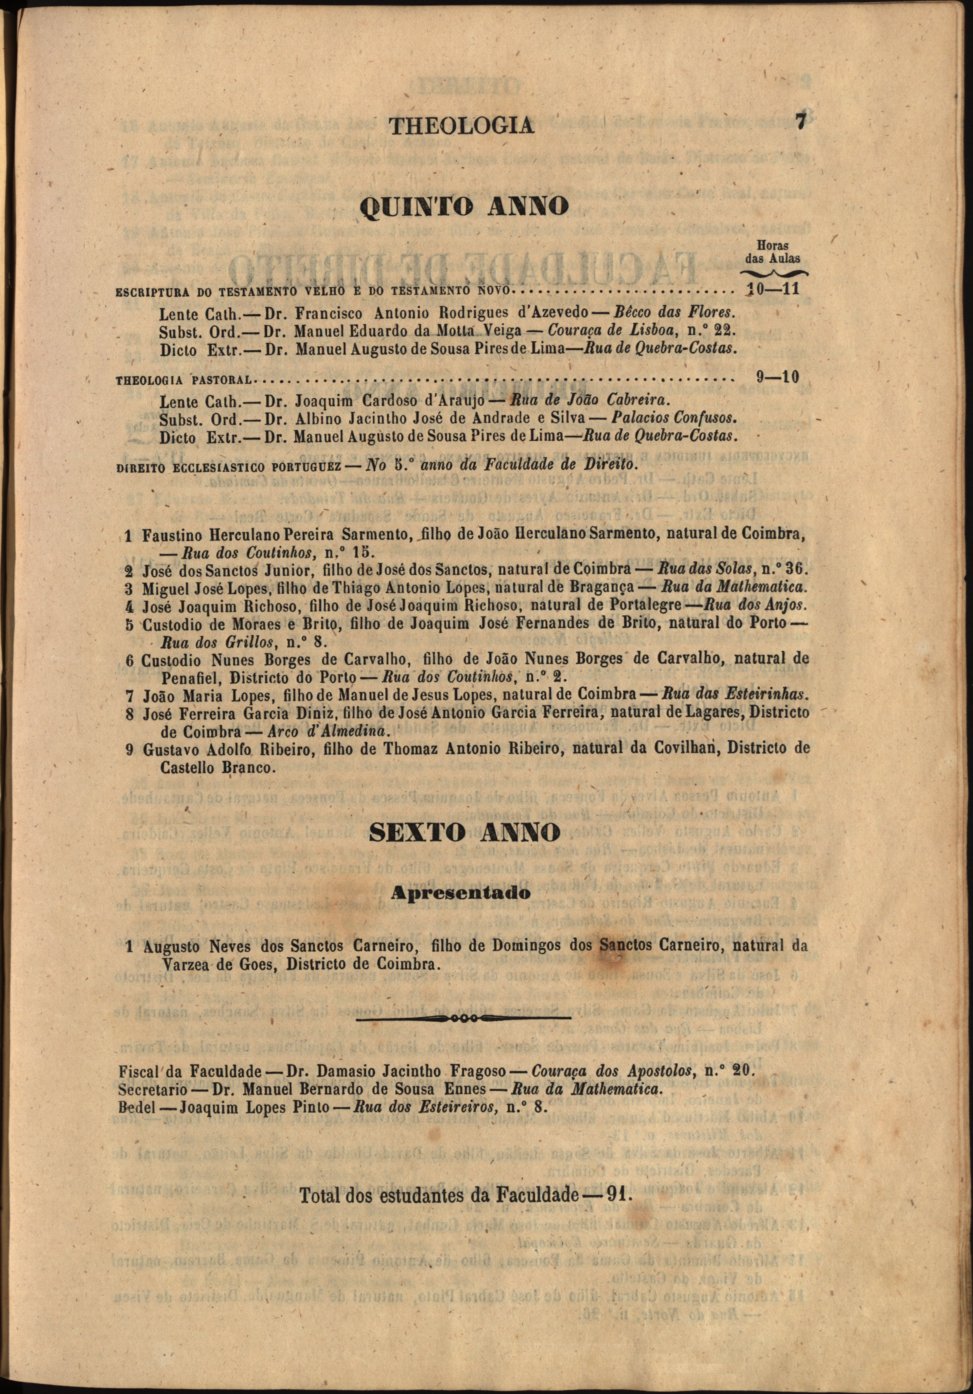 THEOLOGIA 7
QUINTO ANNO
Horas
das Aulas
ESCRIPTURA DO TESTAMENTO VELHO E DO TESTAMENTO NOVO........................... 10—11
Lente Cath.—Dr. Francisco Antonio Rodrigues d'Azevedo—Bêcco das Flores.
Subst. Ord.—Dr. Manuel Eduardo da Motta Veiga—Couraça de Lisboa, n.º 22.
Dicto Extr.—Dr. Manuel Augusto de Sousa Pires de Lima—Rua de Quebra-Costas.
THEOLOGIA PASTORAL........................................................... 9—10
Lente Cath.—Dr. Joaquim Cardoso d'Araujo—Rua de João Cabreira.
Subst. Ord.—Dr. Albino Jacintho José de Andrade e Silva—Palacios Confusos.
Dicto Extr.—Dr. Manuel Augusto de Sousa Pires de Lima—Rua de Quebra-Costas.
DIREITO ECCLESIASTICO PORTUGUEZ—No 5.º anno da Faculdade de Direito.
1 Faustino Herculano Pereira Sarmento, filho de João Herculano Sarmento, natural de Coimbra,
—Rua dos Coutinhos, n.º 15.
2 José dos Santos Junior, filho de José dos Santos, natural de Coimbra—Rua das Solas, n.º 36.
3 Miguel José Lopes, filho de Thiago Antonio Lopes, natural de Bragança—Rua da Mathematica.
4 José Joaquim Richoso, filho de José Joaquim Richoso, natural de Portalegre—Rua dos Anjos.
5 Custodio de Moraes e Brito, filho de Joaquim José Fernandes de Brito, natural do Porto—
Rua dos Grillos, n.º 8.
6 Custodio Nunes Borges de Carvalho, filho de João Nunes Borges de Carvalho, natural de
Penafiel, Districto do Porto—Rua dos Coutinhos, n.º 2.
7 João Maria Lopes, filho de Manuel de Jesus Lopes, natural de Coimbra—Rua das Esteirinhas.
8 José Ferreira Garcia Diniz, filho de José Antonio Garcia Ferreira, natural de Lagares, Districto
de Coimbra—Arco d'Almedina.
9 Gustavo Adolfo Ribeiro, filho de Thomaz Antonio Ribeiro, natural da Covilhan, Districto de
Castello Branco.
SEXTO ANNO
Apresentado
1 Augusto Neves dos Sanctos Carneiro, filho de Domingos dos Sanctos Carneiro, natural da
Varzea de Goes, Districto de Coimbra.
Fiscal da Faculdade—Dr. Damasio Jacintho Fragoso—Couraça dos Apostolos, n.º 20.
Secretario—Dr. Manuel Bernardo de Sousa Ennes—Rua da Mathematica.
Bedel—Joaquim Lopes Pinto—Rua dos Esteireiros, n.º 8.
Total dos estudantes da Faculdade—91.